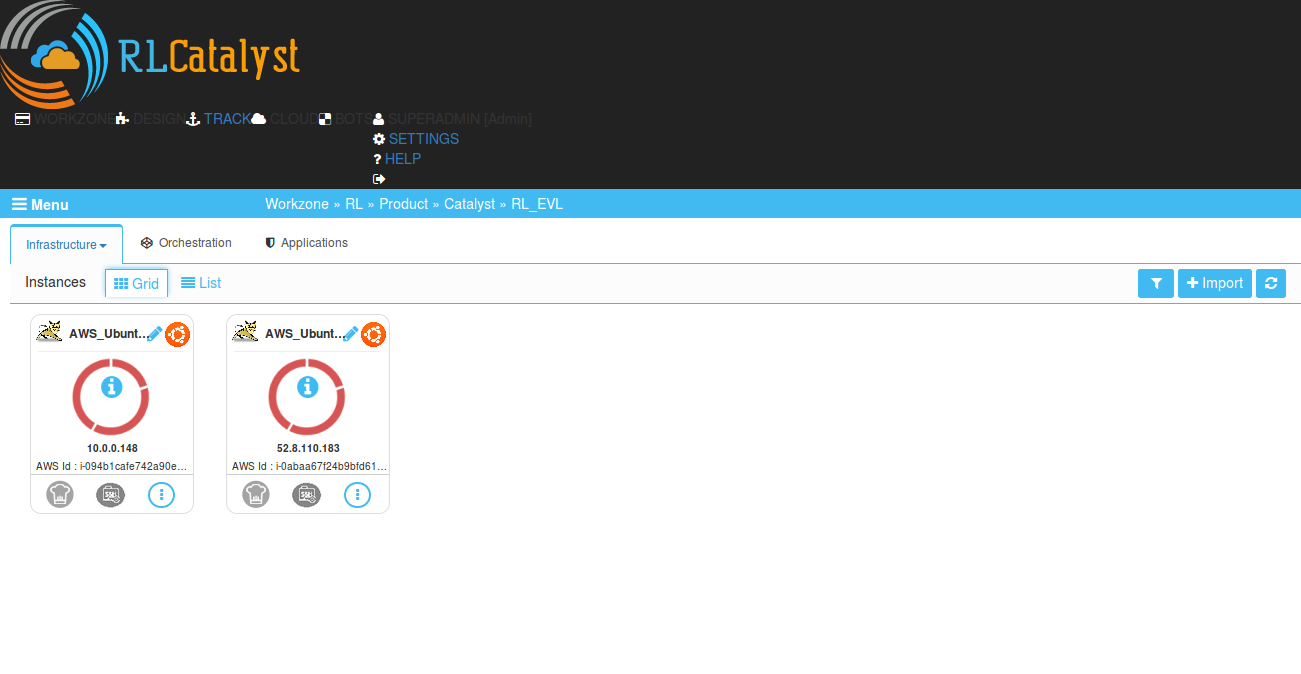 RLCatalyst
WORKZONE DESIGN TRACK CLOUD BOTS SUPERADMIN [Admin]
SETTINGS
? HELP
Menu Workzone » RL » Product » Catalyst » RL_EVL
Infrastructure Orchestration Applications
Instances Grid List Import
AWS_Ubunt... AWS_Ubunt...
10.0.0.148 52.8.110.183
AWS Id : i-094b1cafe742a90e... AWS Id : i-0abaa67f24b9bfd61...